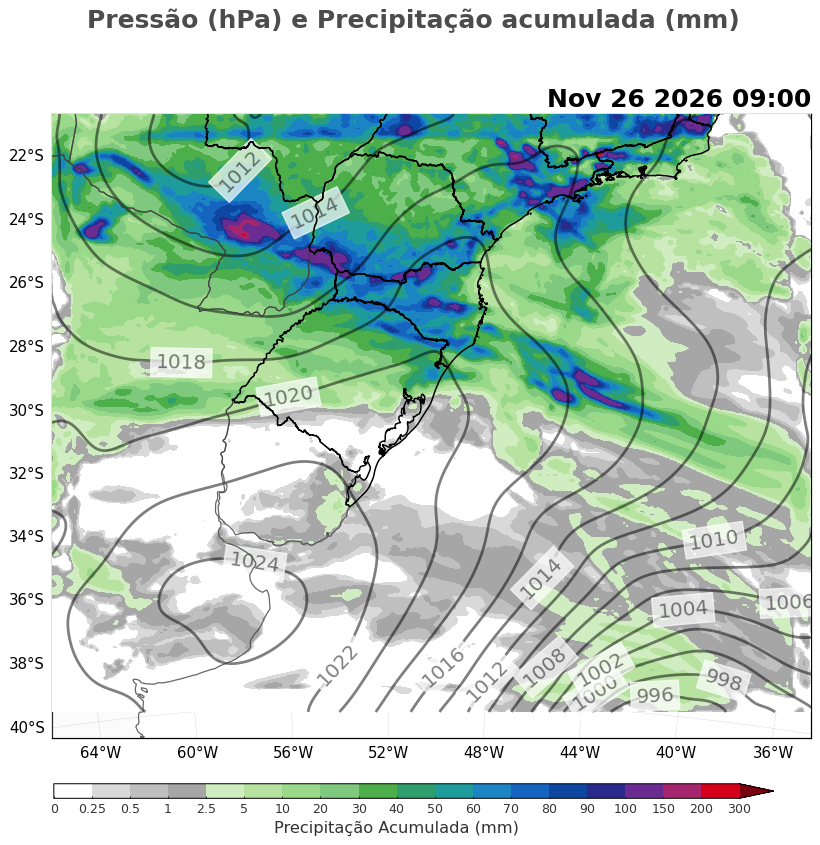 Pressão (hPa) e Precipitação acumulada (mm)
Nov 26 2026 09:00
22°S
24°S
26°S
28°S
30°S
32°S
34°S
36°S
38°S
40°S
1012
1014
1018
1020
1024
1010
1014
1004
1006
1022
1016
1012
1008
1002
1000
998
996
64°W 60°W 56°W 52°W 48°W 44°W 40°W 36°W
0 0.25 0.5 1 2.5 5 10 20 30 40 50 60 70 80 90 100 150 200 300
Precipitação Acumulada (mm)